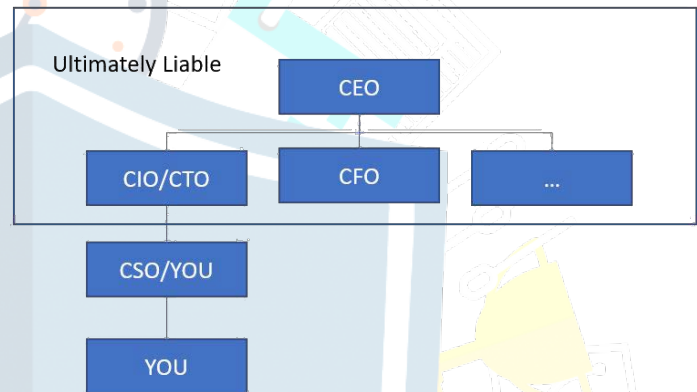 Ultimately Liable
CEO
CIO/CTO
CFO
...
CSO/YOU
YOU